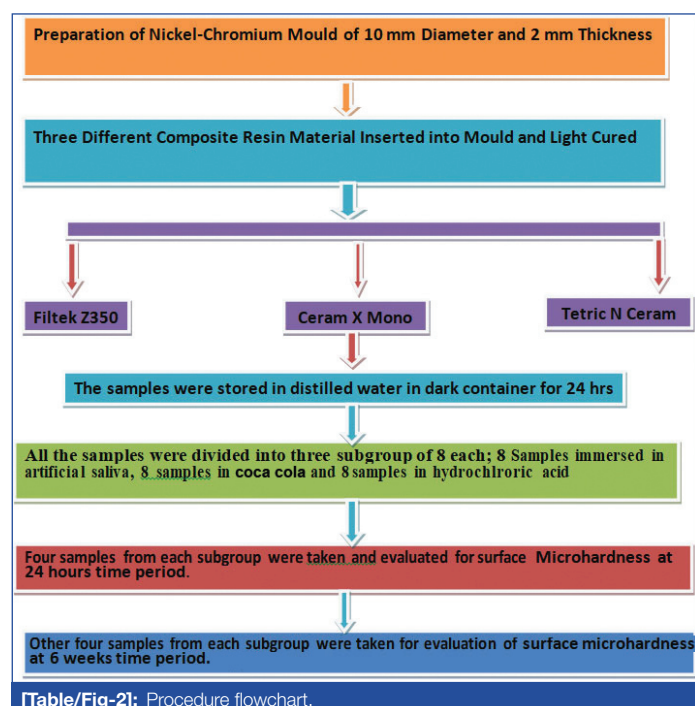 Preparation of Nickel-Chromium Mould of 10 mm Diameter and 2 mm Thickness
Three Different Composite Resin Material Inserted into Mould and Light Cured
Filtek Z350
Ceram X Mono
Tetric N Ceram
The samples were stored in distilled water in dark container for 24 hrs
All the samples were divided into three subgroup of 8 each; 8 Samples immersed in
artificial saliva, 8 samples in coca cola and 8 samples in hydrochlroric acid
Four samples from each subgroup were taken and evaluated for surface Microhardness at
24 hours time period.
Other four samples from each subgroup were taken for evaluation of surface microhardness
at 6 weeks time period.
[Table/Fig-2]: Procedure flowchart.